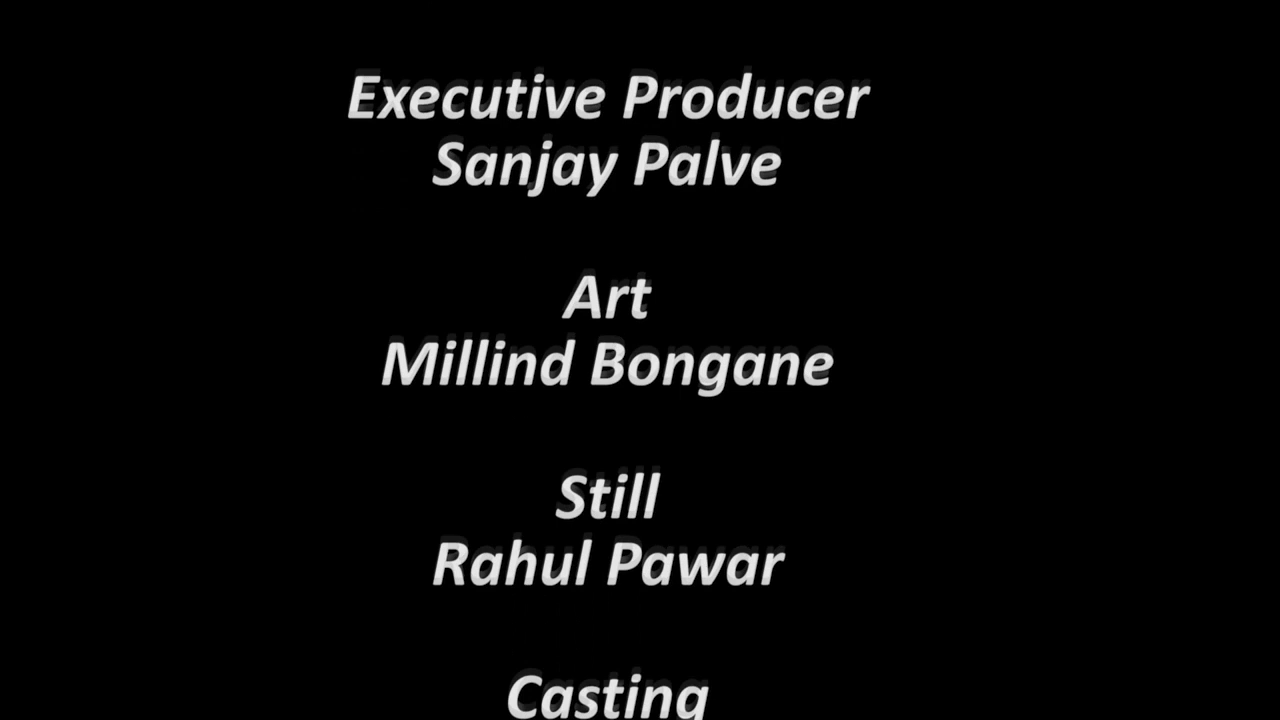 Executive Producer
Sanjay Palve
Art
Millind Bongane
Still
Rahul Pawar
Casting